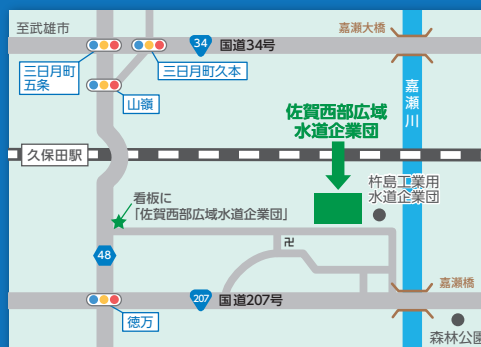 至武雄市
嘉瀬大橋
34
国道34号
三日月町
五条
三日月町久本
山嶺
嘉瀬川
佐賀西部広域
水道企業団
久保田駅
杵島工業用
水道企業団
看板に
「佐賀西部広域水道企業団」
卍
48
嘉瀬橋
207
国道207号
徳万
森林公園